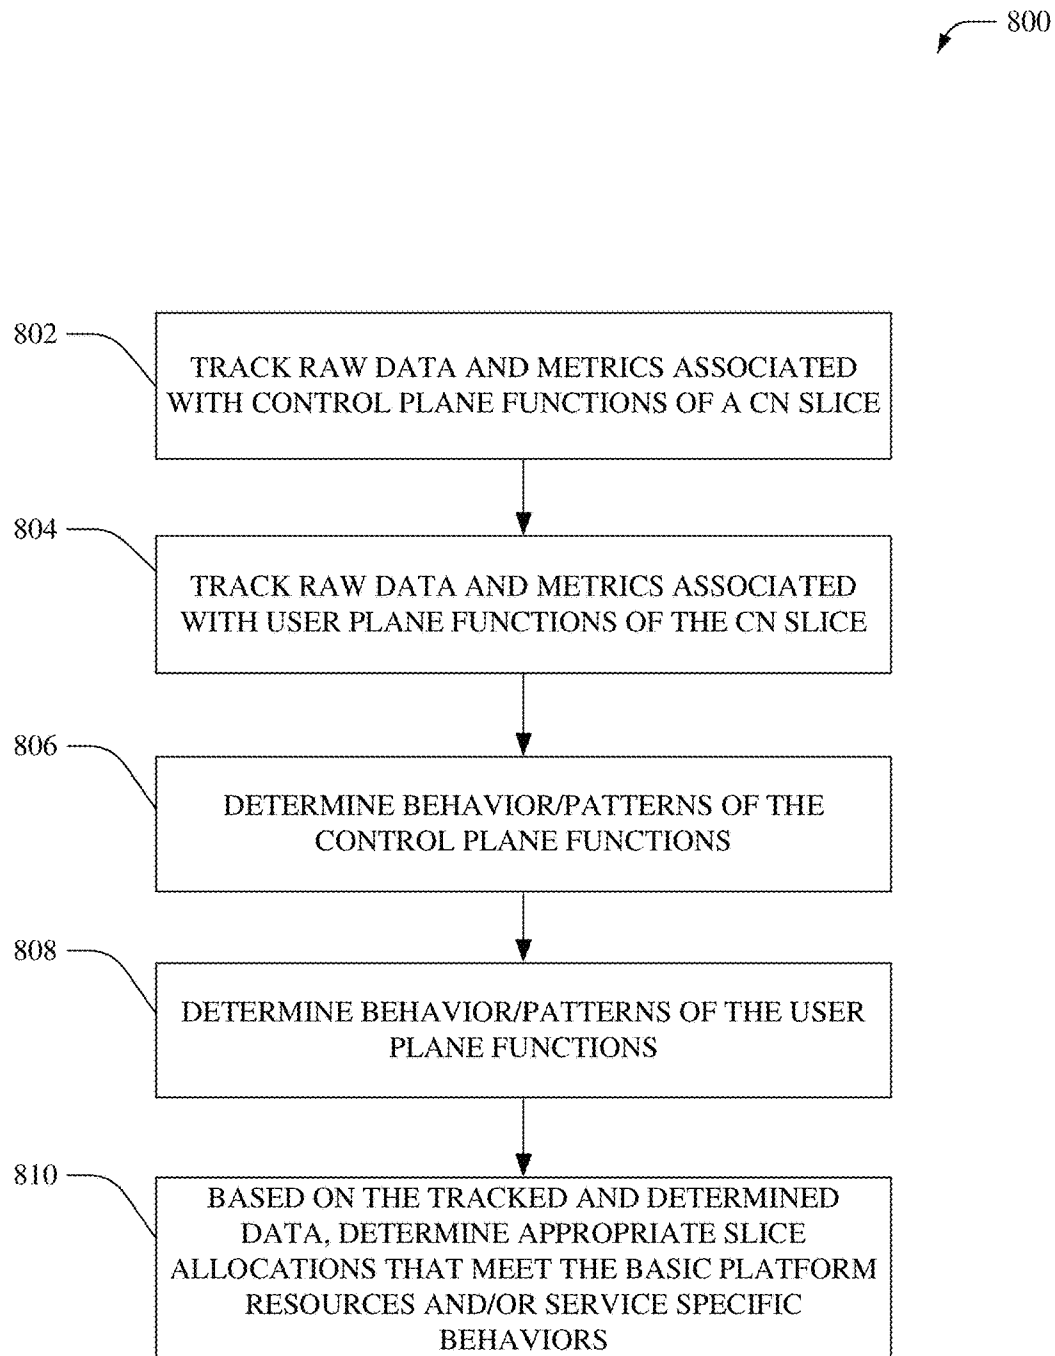 800
802
TRACK RAW DATA AND METRICS ASSOCIATED
WITH CONTROL PLANE FUNCTIONS OF A CN SLICE
804
TRACK RAW DATA AND METRICS ASSOCIATED
WITH USER PLANE FUNCTIONS OF THE CN SLICE
806
DETERMINE BEHAVIOR/PATTERNS OF THE
CONTROL PLANE FUNCTIONS
808
DETERMINE BEHAVIOR/PATTERNS OF THE USER
PLANE FUNCTIONS
810
BASED ON THE TRACKED AND DETERMINED
DATA, DETERMINE APPROPRIATE SLICE
ALLOCATIONS THAT MEET THE BASIC PLATFORM
RESOURCES AND/OR SERVICE SPECIFIC
BEHAVIORS